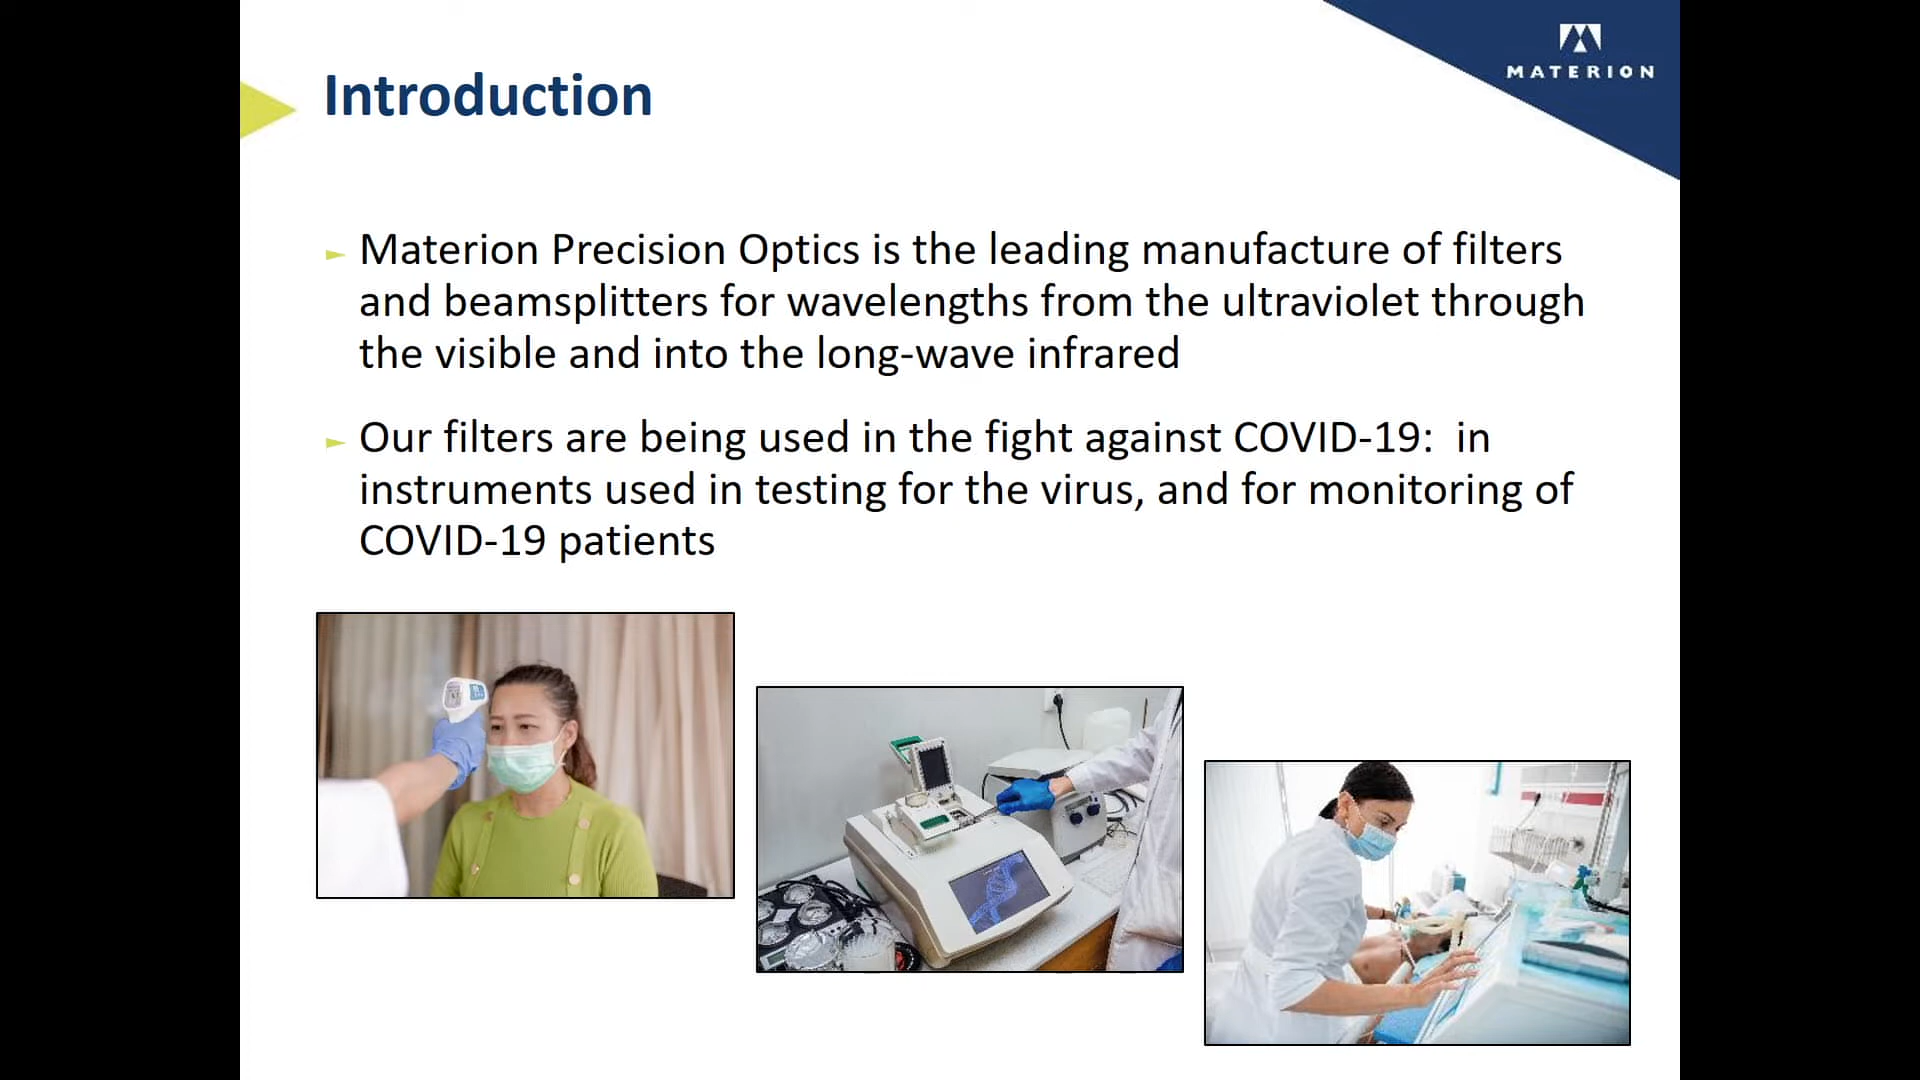 MATERION
Introduction
Materion Precision Optics is the leading manufacture of filters
and beamsplitters for wavelengths from the ultraviolet through
the visible and into the long-wave infrared
Our filters are being used in the fight against COVID-19:  in
instruments used in testing for the virus, and for monitoring of
COVID-19 patients